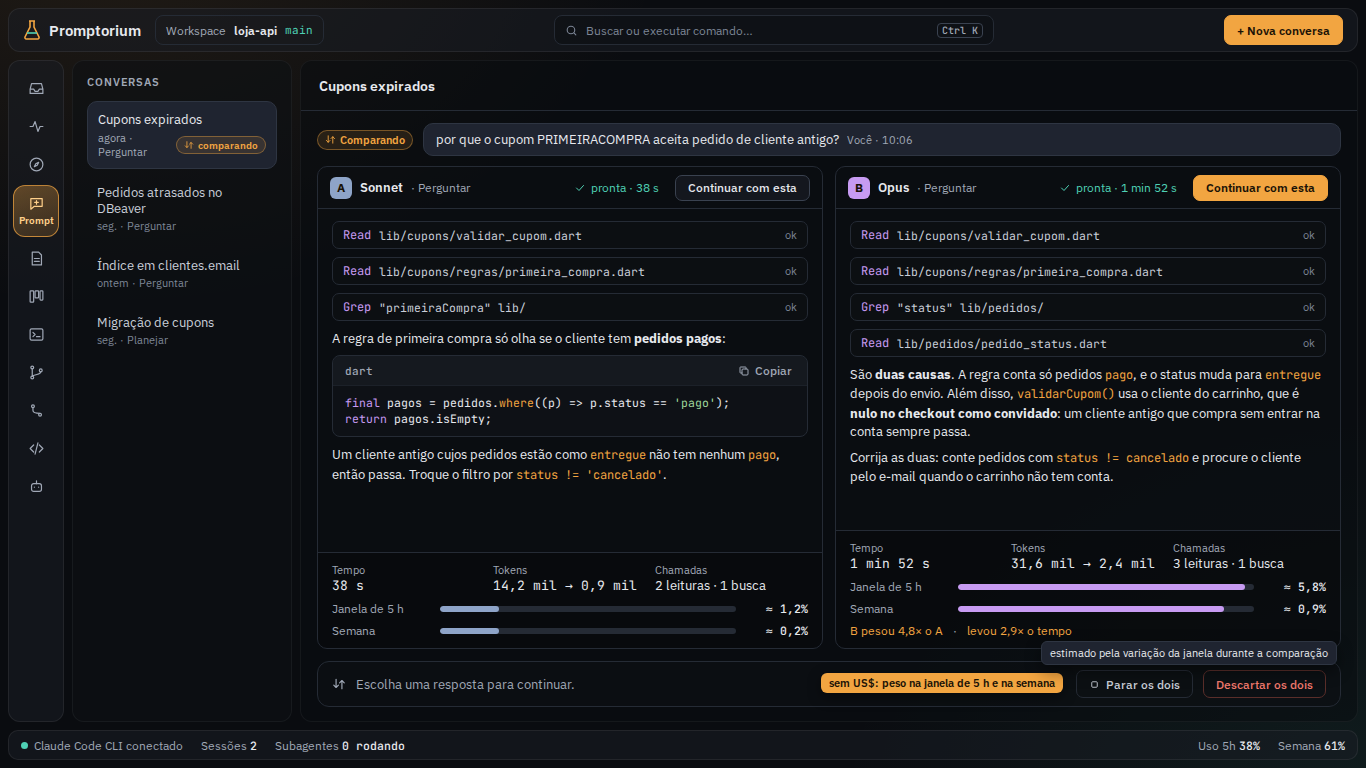 Promptorium
Workspace loja-api main
Buscar ou executar comando...
Ctrl K
+ Nova conversa
Prompt
CONVERSAS
Cupons expirados
agora ·
Perguntar
comparando
Pedidos atrasados no
DBeaver
seg. · Perguntar
Índice em clientes.email
ontem · Perguntar
Migração de cupons
seg. · Planejar
Cupons expirados
Comparando
por que o cupom PRIMEIRACOMPRA aceita pedido de cliente antigo? Você · 10:06
A Sonnet · Perguntar
pronta · 38 s
Continuar com esta
Read lib/cupons/validar_cupom.dart ok
Read lib/cupons/regras/primeira_compra.dart ok
Grep "primeiraCompra" lib/ ok
A regra de primeira compra só olha se o cliente tem pedidos pagos:
dart
Copiar
final pagos = pedidos.where((p) => p.status == 'pago');
return pagos.isEmpty;
Um cliente antigo cujos pedidos estão como entregue não tem nenhum pago,
então passa. Troque o filtro por status != 'cancelado'.
Tempo Tokens Chamadas
38 s 14,2 mil → 0,9 mil 2 leituras · 1 busca
Janela de 5 h ≈ 1,2%
Semana ≈ 0,2%
B Opus · Perguntar
pronta · 1 min 52 s
Continuar com esta
Read lib/cupons/validar_cupom.dart ok
Read lib/cupons/regras/primeira_compra.dart ok
Grep "status" lib/pedidos/ ok
Read lib/pedidos/pedido_status.dart ok
São duas causas. A regra conta só pedidos pago, e o status muda para entregue
depois do envio. Além disso, validarCupom() usa o cliente do carrinho, que é
nulo no checkout como convidado: um cliente antigo que compra sem entrar na
conta sempre passa.
Corrija as duas: conte pedidos com status != cancelado e procure o cliente
pelo e-mail quando o carrinho não tem conta.
Tempo Tokens Chamadas
1 min 52 s 31,6 mil → 2,4 mil 3 leituras · 1 busca
Janela de 5 h ≈ 5,8%
Semana ≈ 0,9%
B pesou 4,8× o A · levou 2,9× o tempo
estimado pela variação da janela durante a comparação
Escolha uma resposta para continuar.
sem US$: peso na janela de 5 h e na semana
Parar os dois
Descartar os dois
Claude Code CLI conectado
Sessões 2
Subagentes 0 rodando
Uso 5h 38%
Semana 61%